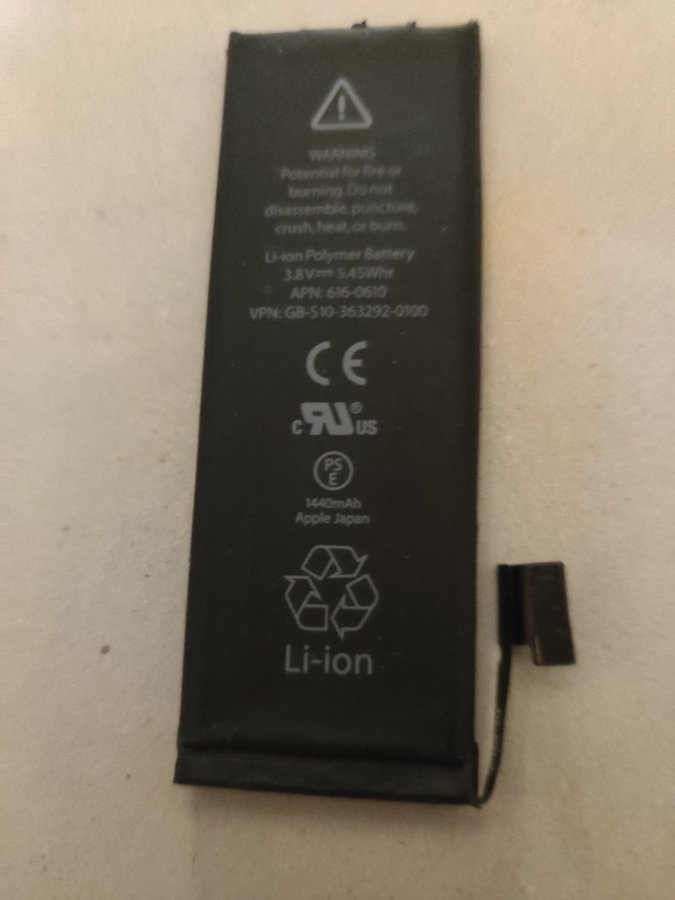 WARNING
Potential for fire or
burning. Do not
disassemble, puncture,
crush, heat, or burn.
Li-ion Polymer Battery
3.8V⎓ 5.45Whr
APN: 616-0610
VPN: GB-S10-363292-0100
CE
c RU® US
PS
E
1440mAh
Apple Japan
Li-ion